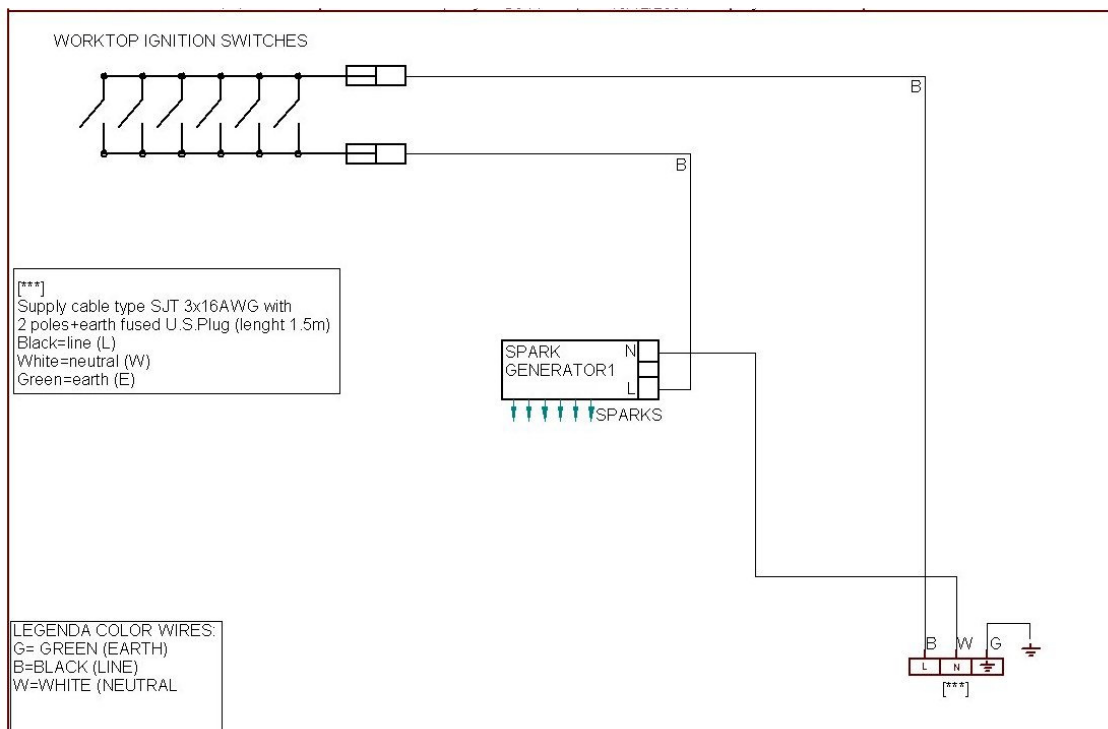 WORKTOP IGNITION SWITCHES
B
B
[***]
Supply cable type SJT 3x16AWG with
2 poles+earth fused U.S.Plug (lenght 1.5m)
Black=line (L)
White=neutral (W)
Green=earth (E)
SPARK N
GENERATOR1
L
SPARKS
LEGENDA COLOR WIRES:
G= GREEN (EARTH)
B=BLACK (LINE)
W=WHITE (NEUTRAL
B W G
L N
[***]